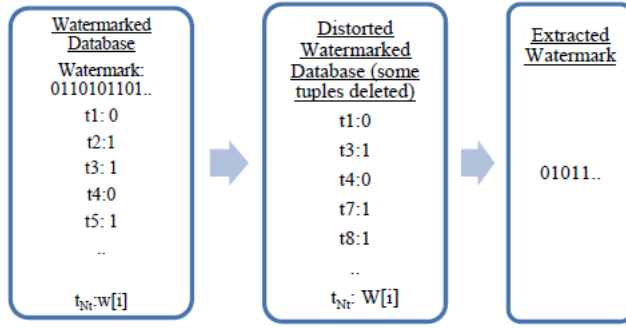 Watermarked
Database
Watermark:
0110101101..
t1: 0
t2:1
t3: 1
t4:0
t5: 1
..
tNt:w[i]
Distorted
Watermarked
Database (some
tuples deleted)
t1:0
t3:1
t4:0
t7:1
t8:1
..
tNt: W[i]
Extracted
Watermark
01011..